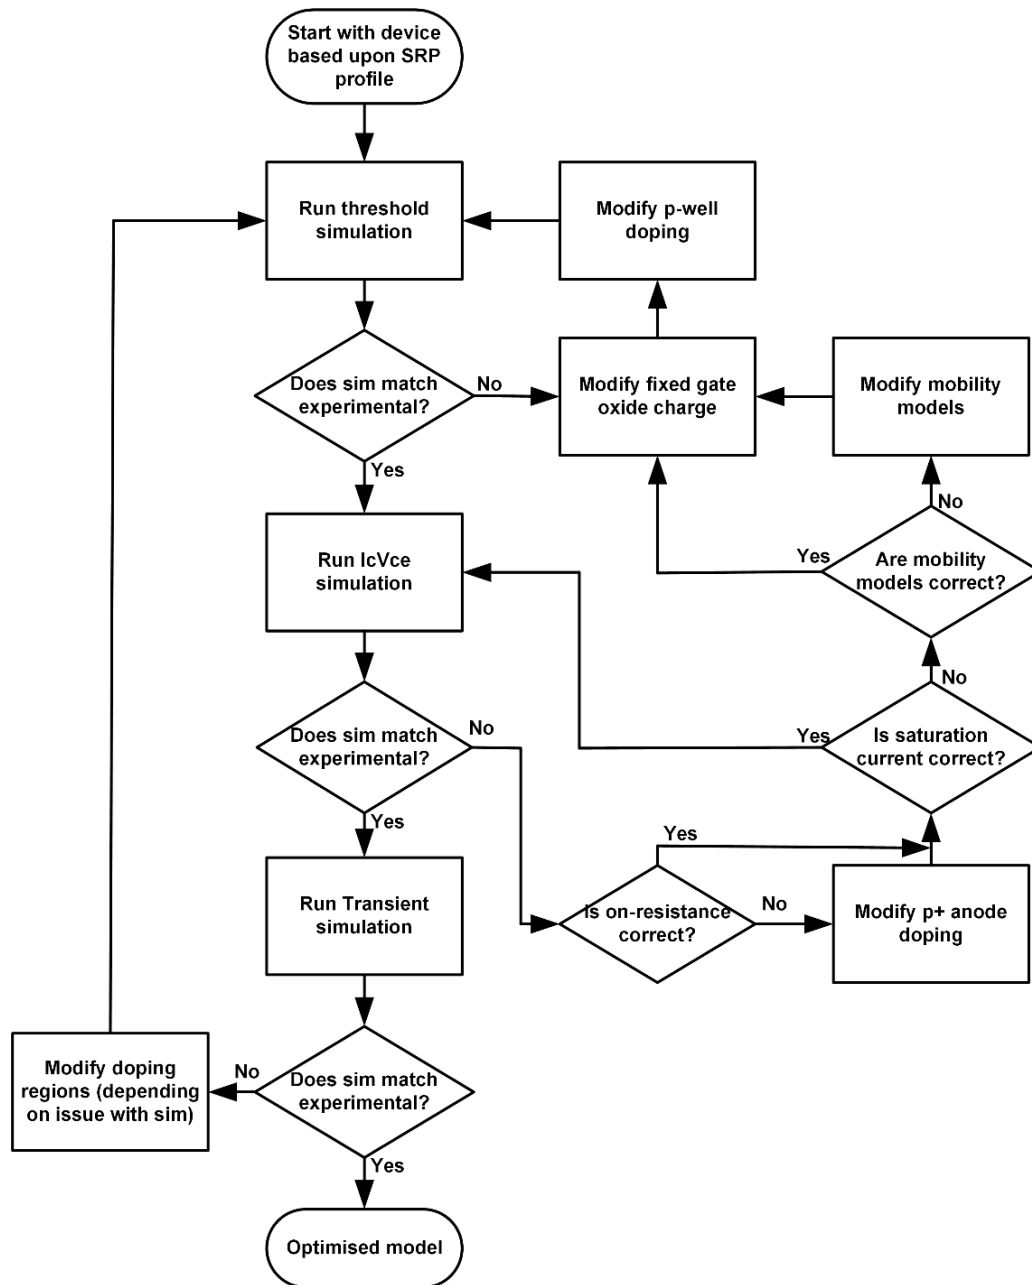 Start with device
based upon SRP
profile
Run threshold
simulation
Modify p-well
doping
Does sim match
experimental?
No
Modify fixed gate
oxide charge
Modify mobility
models
Yes
No
Run IcVce
simulation
Yes
Are mobility
models correct?
No
Does sim match
experimental?
No
Yes
Is saturation
current correct?
Yes
Yes
Run Transient
simulation
Is on-resistance
correct?
No
Modify p+ anode
doping
Modify doping
regions (depending
on issue with sim)
No
Does sim match
experimental?
Yes
Optimised model